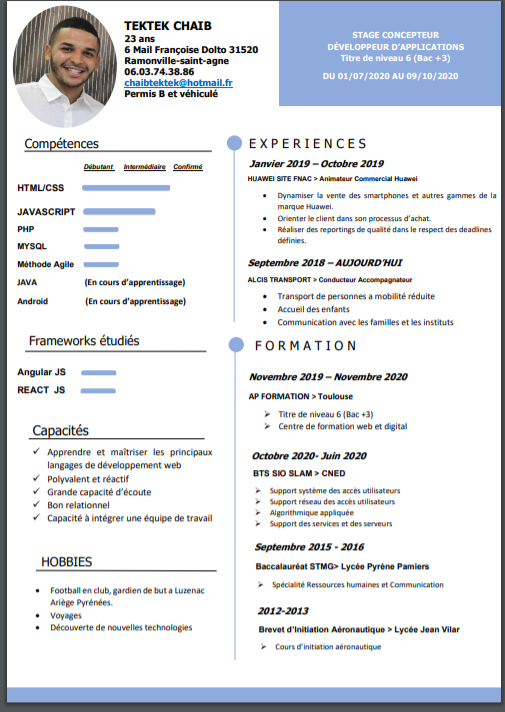 TEKTEK CHAIB
23 ans
6 Mail Françoise Dolto 31520
Ramonville-saint-agne
06.03.74.38.86
chaibtektek@hotmail.fr
Permis B et véhiculé
STAGE CONCEPTEUR
DÉVELOPPEUR D'APPLICATIONS
Titre de niveau 6 (Bac +3)
DU 01/07/2020 AU 09/10/2020
Compétences
Débutant Intermédiaire Confirmé
HTML/CSS
JAVASCRIPT
PHP
MYSQL
Méthode Agile
JAVA (En cours d'apprentissage)
Android (En cours d'apprentissage)
Frameworks étudiés
Angular JS
REACT JS
Capacités
✓ Apprendre et maîtriser les principaux
langages de développement web
✓ Polyvalent et réactif
✓ Grande capacité d'écoute
✓ Bon relationnel
✓ Capacité à intégrer une équipe de travail
HOBBIES
• Football en club, gardien de but a Luzenac
Ariège Pyrénées.
• Voyages
• Découverte de nouvelles technologies
EXPERIENCES
Janvier 2019 – Octobre 2019
HUAWEI SITE FNAC > Animateur Commercial Huawei
• Dynamiser la vente des smartphones et autres gammes de la
marque Huawei.
• Orienter le client dans son processus d'achat.
• Réaliser des reportings de qualité dans le respect des deadlines
définies.
Septembre 2018 – AUJOURD'HUI
ALCIS TRANSPORT > Conducteur Accompagnateur
• Transport de personnes a mobilité réduite
• Accueil des enfants
• Communication avec les familles et les instituts
FORMATION
Novembre 2019 – Novembre 2020
AP FORMATION > Toulouse
➢ Titre de niveau 6 (Bac +3)
➢ Centre de formation web et digital
Octobre 2020- Juin 2020
BTS SIO SLAM > CNED
➢ Support système des accès utilisateurs
➢ Support réseau des accès utilisateurs
➢ Algorithmique appliquée
➢ Support des services et des serveurs
Septembre 2015 - 2016
Baccalauréat STMG> Lycée Pyrène Pamiers
➢ Spécialité Ressources humaines et Communication
2012-2013
Brevet d'Initiation Aéronautique > Lycée Jean Vilar
➢ Cours d'initiation aéronautique